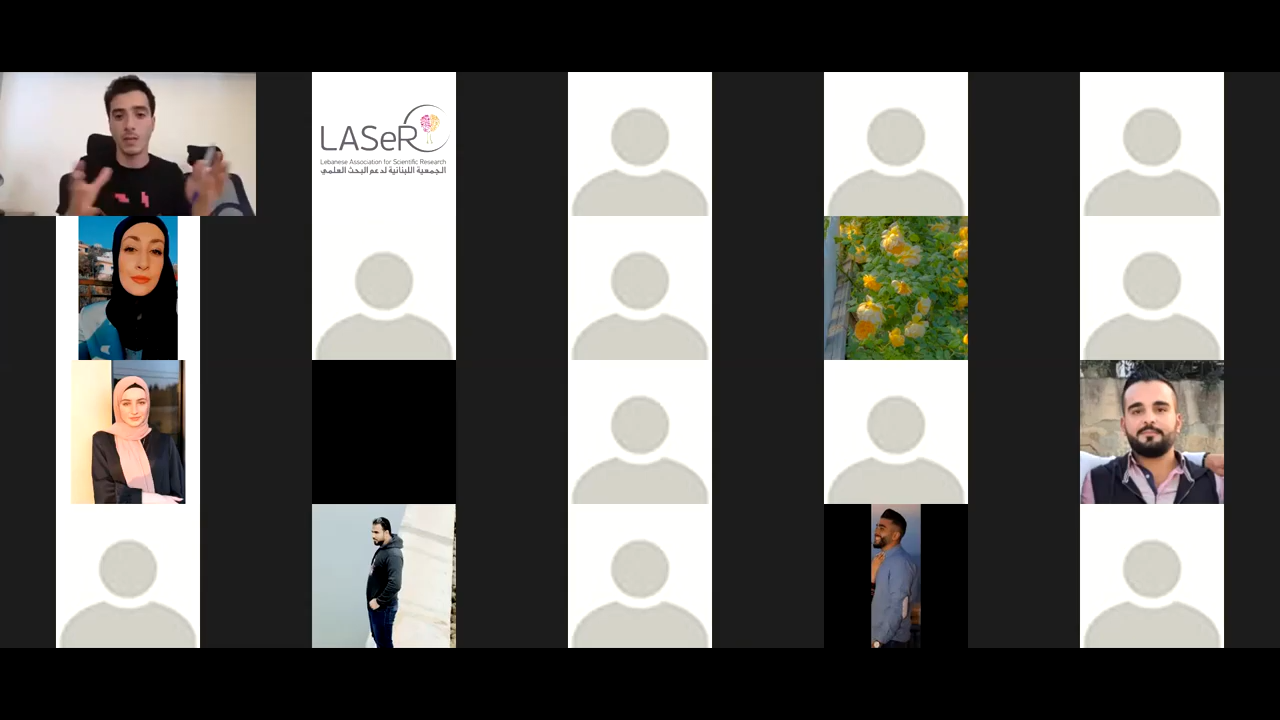 LASeR
Lebanese Association for Scientific Research
الجمعية اللبنانية لدعم البحث العلمي